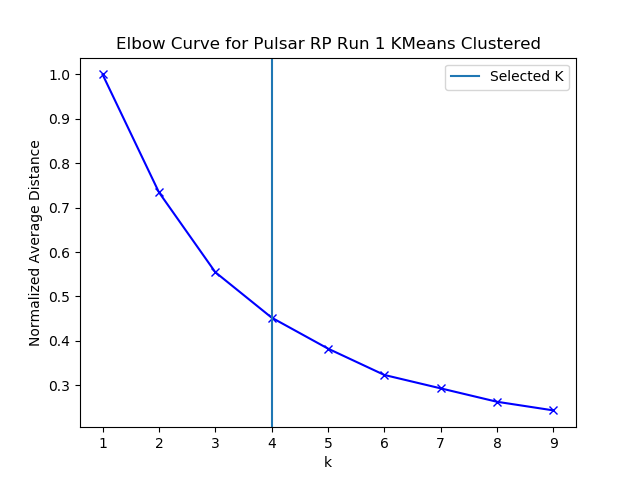 Elbow Curve for Pulsar RP Run 1 KMeans Clustered
Selected K
1.0
0.9
0.8
0.7
0.6
0.5
0.4
0.3
Normalized Average Distance
1 2 3 4 5 6 7 8 9
k